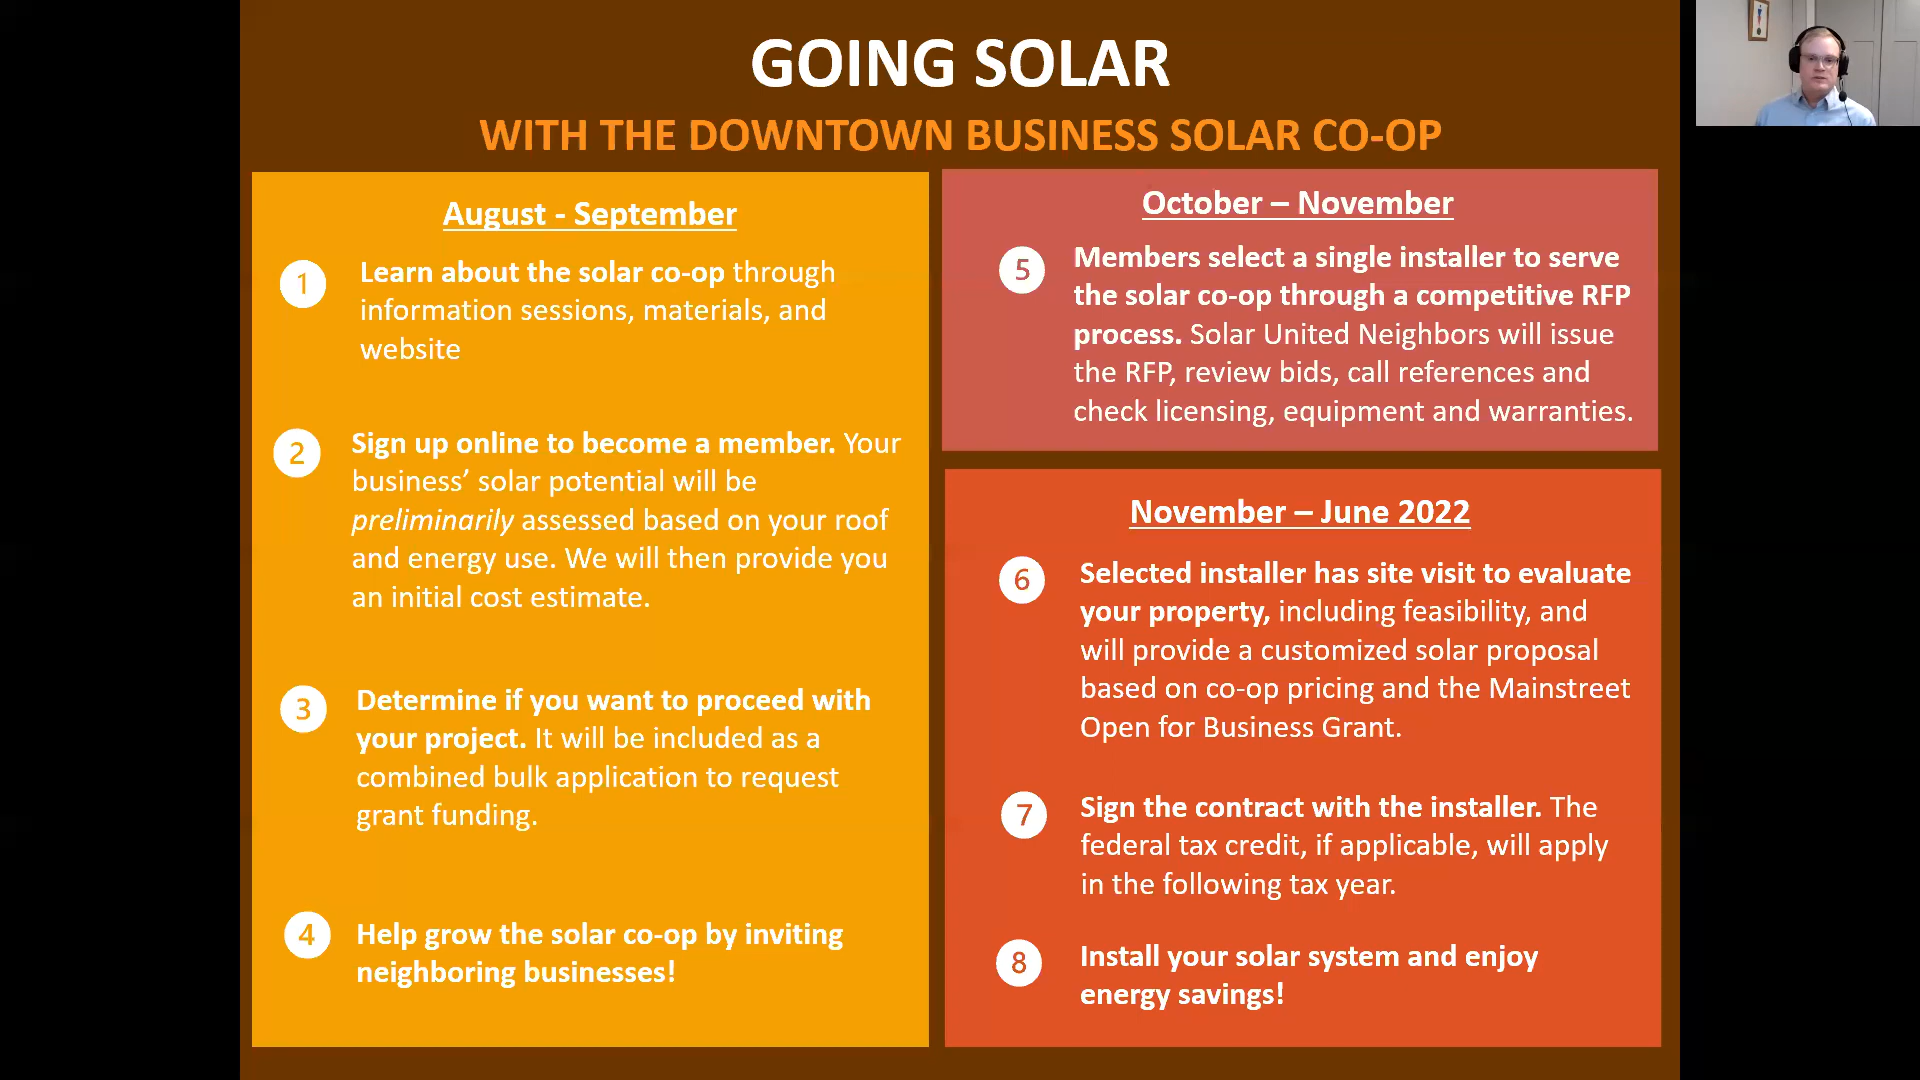 GOING SOLAR
WITH THE DOWNTOWN BUSINESS SOLAR CO-OP
August - September
1
Learn about the solar co-op through
information sessions, materials, and
website
2
Sign up online to become a member. Your
business’ solar potential will be
preliminarily assessed based on your roof
and energy use. We will then provide you
an initial cost estimate.
3
Determine if you want to proceed with
your project. It will be included as a
combined bulk application to request
grant funding.
4
Help grow the solar co-op by inviting
neighboring businesses!
October – November
5
Members select a single installer to serve
the solar co-op through a competitive RFP
process. Solar United Neighbors will issue
the RFP, review bids, call references and
check licensing, equipment and warranties.
November – June 2022
6
Selected installer has site visit to evaluate
your property, including feasibility, and
will provide a customized solar proposal
based on co-op pricing and the Mainstreet
Open for Business Grant.
7
Sign the contract with the installer. The
federal tax credit, if applicable, will apply
in the following tax year.
8
Install your solar system and enjoy
energy savings!